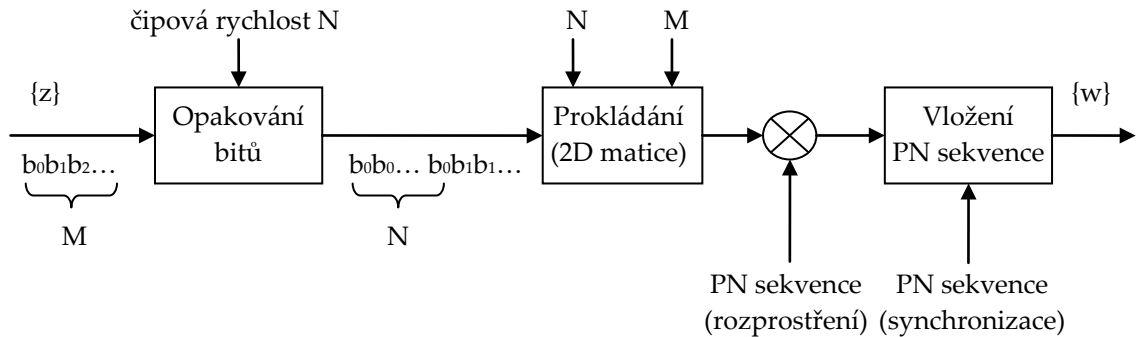 čipová rychlost N
N
M
{z}
Opakování
bitů
Prokládání
(2D matice)
Vložení
PN sekvence
{w}
b₀b₁b₂…
b₀b₀… b₀b₁b₁…
M
N
PN sekvence
(rozprostření)
PN sekvence
(synchronizace)